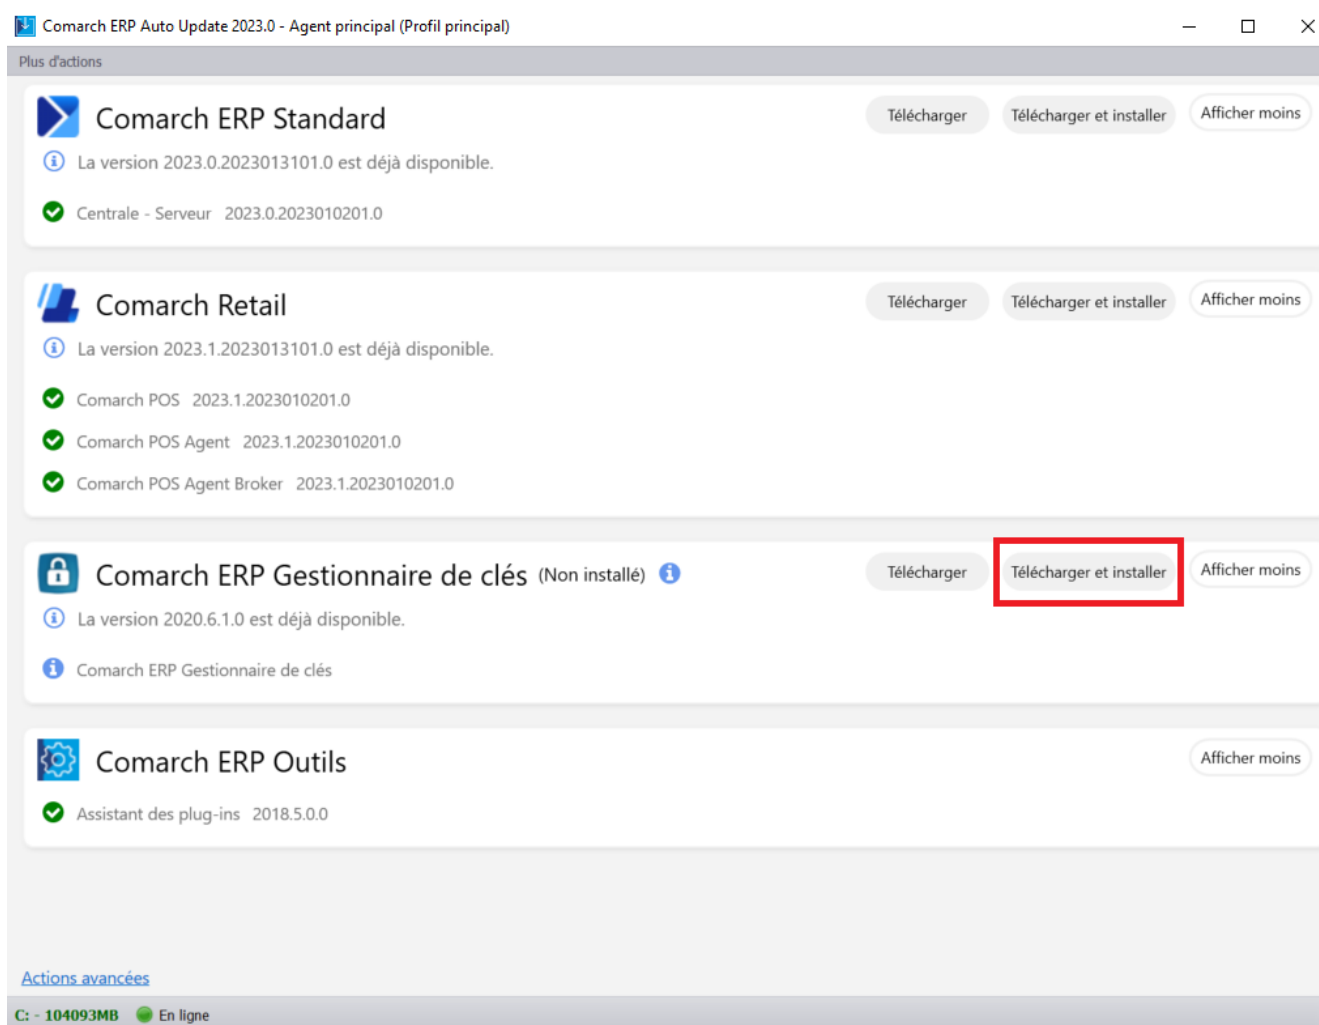 Comarch ERP Auto Update 2023.0 - Agent principal (Profil principal)
Plus d'actions
Comarch ERP Standard
Télécharger
Télécharger et installer
Afficher moins
La version 2023.0.2023013101.0 est déjà disponible.
Centrale - Serveur 2023.0.2023010201.0
Comarch Retail
Télécharger
Télécharger et installer
Afficher moins
La version 2023.1.2023013101.0 est déjà disponible.
Comarch POS 2023.1.2023010201.0
Comarch POS Agent 2023.1.2023010201.0
Comarch POS Agent Broker 2023.1.2023010201.0
Comarch ERP Gestionnaire de clés (Non installé)
Télécharger
Télécharger et installer
Afficher moins
La version 2020.6.1.0 est déjà disponible.
Comarch ERP Gestionnaire de clés
Comarch ERP Outils
Afficher moins
Assistant des plug-ins 2018.5.0.0
Actions avancées
C: - 104093MB En ligne